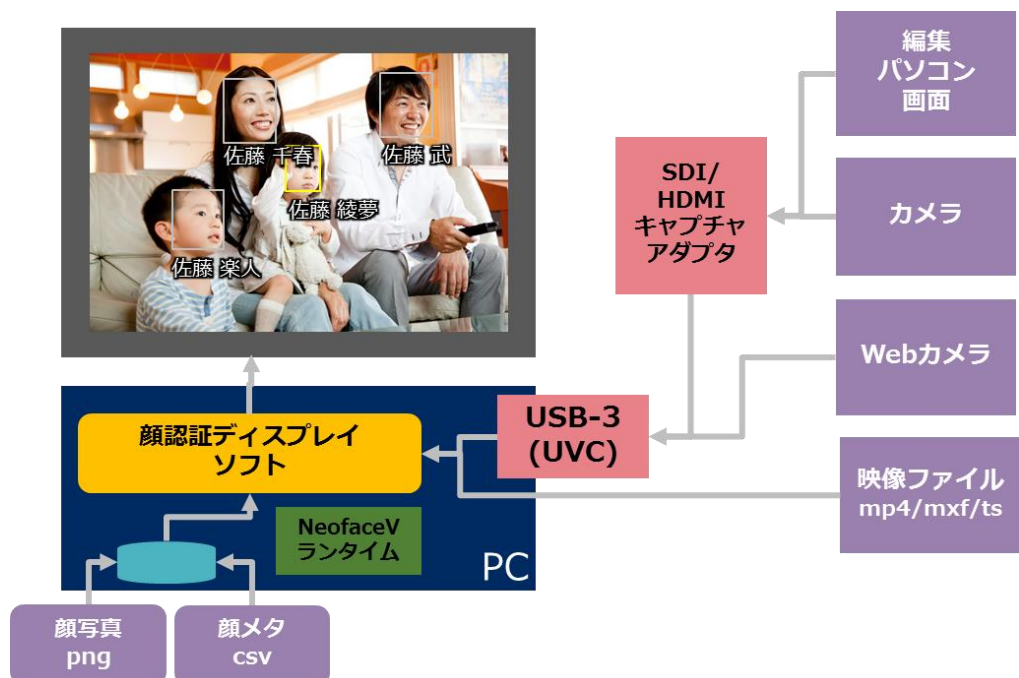 佐藤 千春
佐藤 武
佐藤 綾夢
佐藤 楽人
編集
パソコン
画面
SDI/
HDMI
キャプチャ
アダプタ
カメラ
Webカメラ
USB-3
(UVC)
顔認証ディスプレイ
ソフト
映像ファイル
mp4/mxf/ts
NeofaceV
ランタイム
PC
顔写真
png
顔メタ
csv